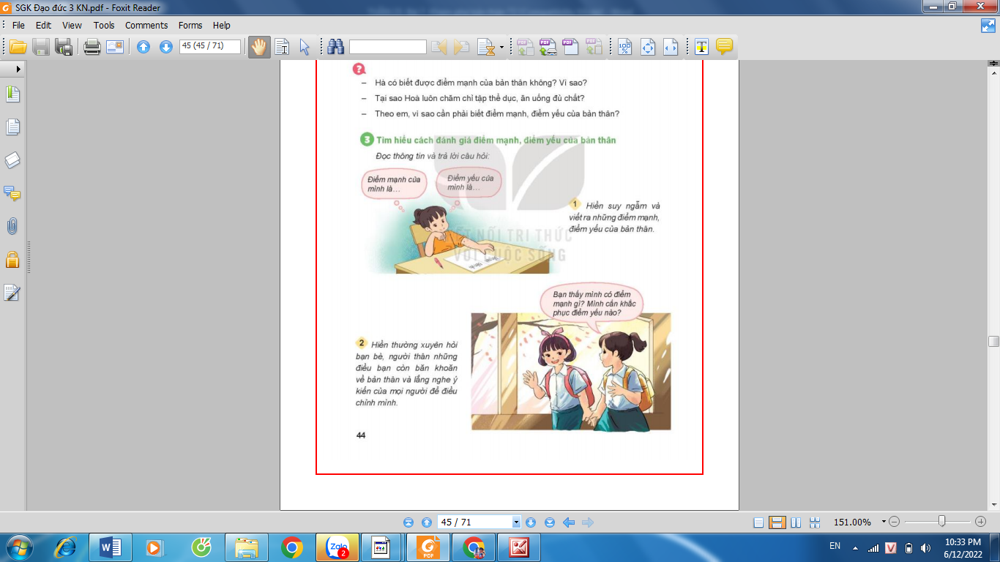 SGK Đạo đức 3 KN.pdf - Foxit Reader
File Edit View Tools Comments Forms Help
45 (45 / 71)
?
– Hà có biết được điểm mạnh của bản thân không? Vì sao?
– Tại sao Hoà luôn chăm chỉ tập thể dục, ăn uống đủ chất?
– Theo em, vì sao cần phải biết điểm mạnh, điểm yếu của bản thân?
3 Tìm hiểu cách đánh giá điểm mạnh, điểm yếu của bản thân
Đọc thông tin và trả lời câu hỏi:
Điểm mạnh của
mình là...
Điểm yếu của
mình là...
1 Hiền suy ngẫm và
viết ra những điểm mạnh,
điểm yếu của bản thân.
KẾT NỐI TRI THỨC
VỚI CUỘC SỐNG
Bạn thấy mình có điểm
mạnh gì? Mình cần khắc
phục điểm yếu nào?
2 Hiền thường xuyên hỏi
bạn bè, người thân những
điều bạn còn băn khoăn
về bản thân và lắng nghe ý
kiến của mọi người để điều
chỉnh mình.
44
45 / 71
151.00%
Zalo
2
PDF
EN
V
10:33 PM
6/12/2022